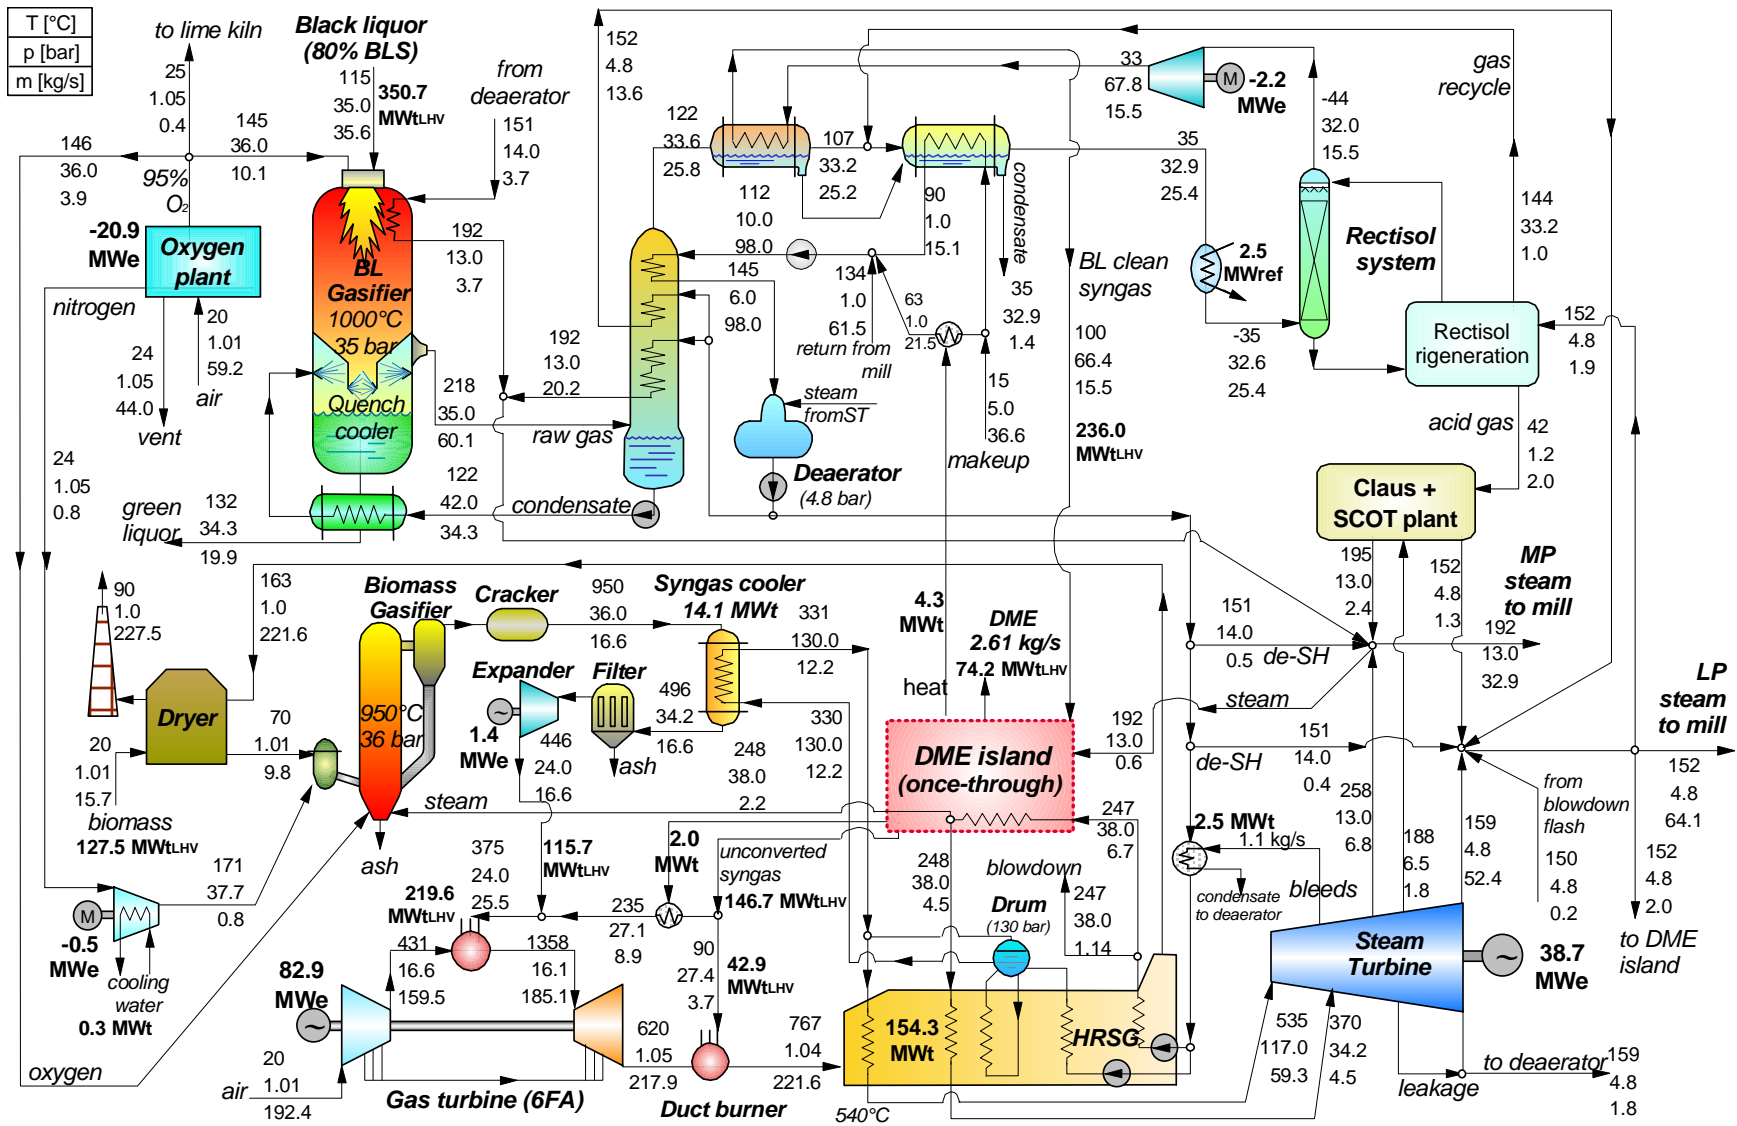 T [°C]
p [bar]
m [kg/s]
to lime kiln
25
1.05
0.4
Black liquor
(80% BLS)
115
35.0
35.6
350.7
MWtLHV
from
deaerator
151
14.0
3.7
152
4.8
13.6
122
33.6
25.8
107
33.2
25.2
33
67.8
15.5
M
-2.2
MWe
-44
32.0
15.5
gas
recycle
146
36.0
3.9
145
36.0
10.1
95%
O2
-20.9
MWe
Oxygen
plant
nitrogen
24
1.05
44.0
vent
20
1.01
59.2
air
BL
Gasifier
1000°C
35 bar
Quench
cooler
192
13.0
3.7
218
35.0
60.1
raw gas
192
13.0
20.2
112
10.0
98.0
145
6.0
98.0
134
1.0
61.5
return from
mill
90
1.0
15.1
63
1.0
21.5
condensate
35
32.9
1.4
15
5.0
36.6
makeup
BL clean
syngas
100
66.4
15.5
236.0
MWtLHV
35
32.9
25.4
2.5
MWref
-35
32.6
25.4
Rectisol
system
144
33.2
1.0
Rectisol
rigeneration
152
4.8
1.9
acid gas
42
1.2
2.0
Claus +
SCOT plant
steam
fromST
Deaerator
(4.8 bar)
24
1.05
0.8
green
liquor
132
34.3
19.9
122
42.0
34.3
condensate
195
13.0
2.4
152
4.8
1.3
MP
steam
to mill
192
13.0
32.9
LP
steam
to mill
90
1.0
227.5
163
1.0
221.6
Biomass
Gasifier
Cracker
950
36.0
16.6
Syngas cooler
14.1 MWt
331
130.0
12.2
4.3
MWt
DME
2.61 kg/s
74.2 MWtLHV
heat
151
14.0
0.5
de-SH
steam
Dryer
70
1.01
9.8
20
1.01
15.7
biomass
127.5 MWtLHV
950°C
36 bar
Expander
Filter
1.4
MWe
446
24.0
16.6
496
34.2
16.6
ash
248
38.0
2.2
330
130.0
12.2
DME island
(once-through)
192
13.0
0.6
151
14.0
0.4
de-SH
152
4.8
64.1
from
blowdown
flash
150
4.8
0.2
steam
ash
171
37.7
0.8
M
-0.5
MWe
cooling
water
0.3 MWt
375
24.0
25.5
115.7
MWtLHV
2.0
MWt
unconverted
syngas
146.7 MWtLHV
219.6
MWtLHV
235
27.1
8.9
248
38.0
4.5
247
38.0
6.7
blowdown
247
38.0
1.14
2.5 MWt
1.1 kg/s
condensate
to deaerator
bleeds
258
13.0
6.8
188
6.5
1.8
159
4.8
52.4
152
4.8
2.0
to DME
island
82.9
MWe
431
16.6
159.5
1358
16.1
185.1
90
27.4
3.7
42.9
MWtLHV
Drum
(130 bar)
Steam
Turbine
38.7
MWe
oxygen
20
1.01
192.4
air
Gas turbine (6FA)
620
1.05
217.9
767
1.04
221.6
Duct burner
154.3
MWt
HRSG
540°C
535
117.0
59.3
370
34.2
4.5
leakage
to deaerator
159
4.8
1.8